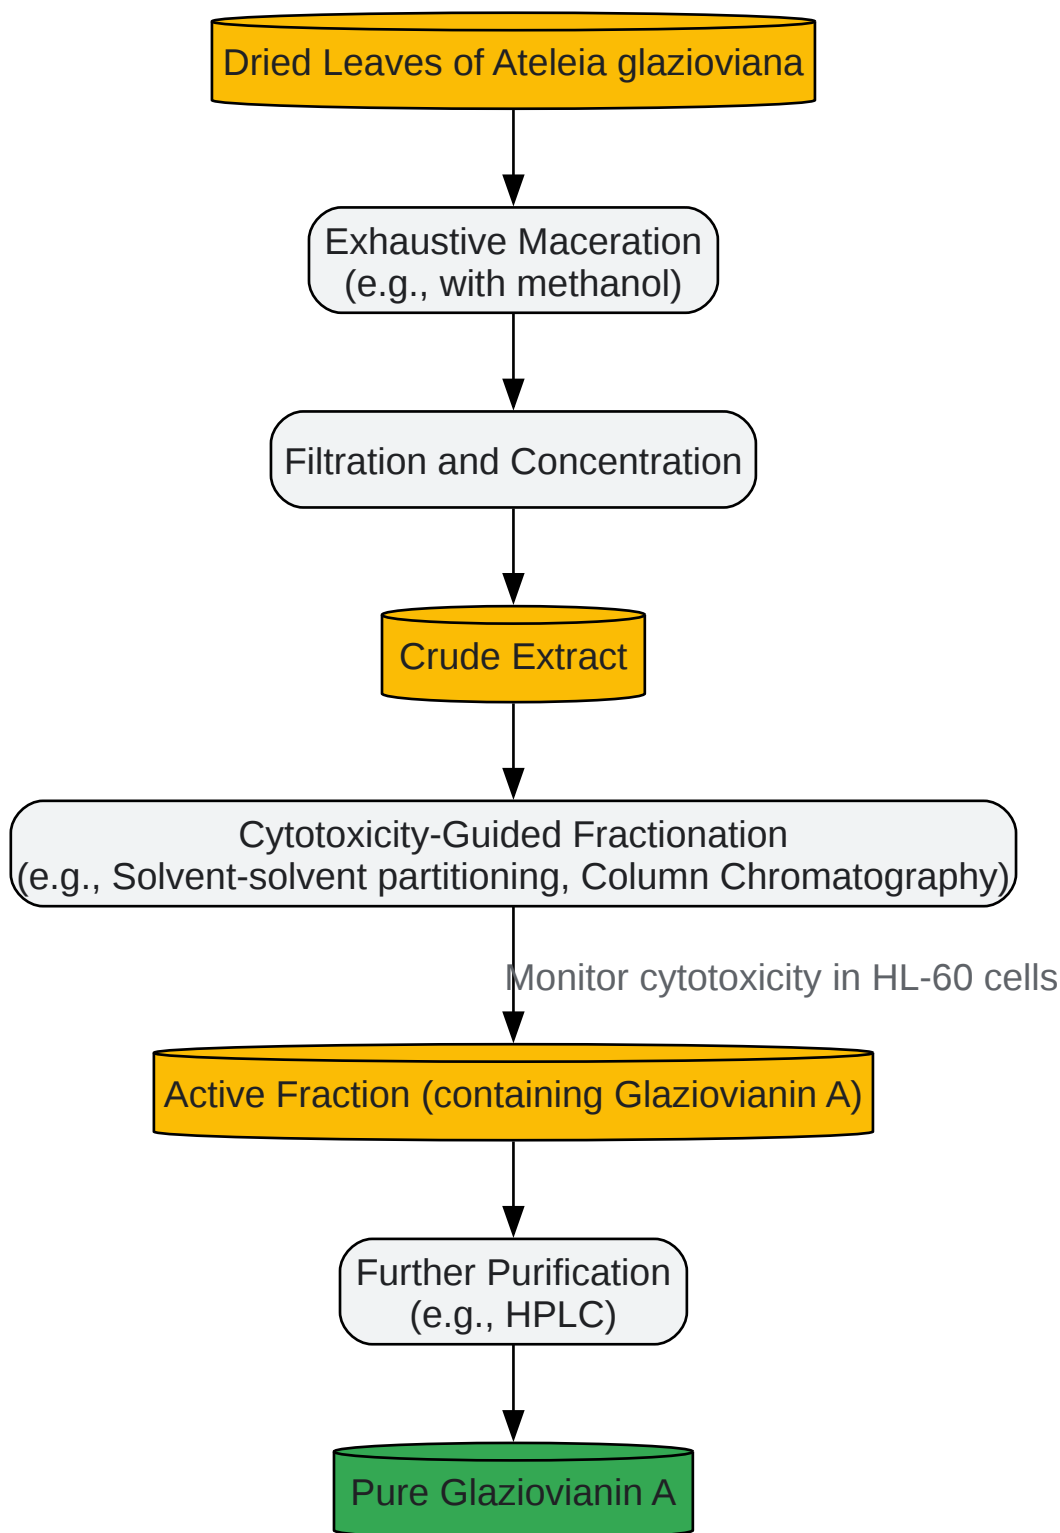 Dried Leaves of Ateleia glazioviana
Exhaustive Maceration
(e.g., with methanol)
Filtration and Concentration
Crude Extract
Cytotoxicity-Guided Fractionation
(e.g., Solvent-solvent partitioning, Column Chromatography)
Monitor cytotoxicity in HL-60 cells
Active Fraction (containing Glaziovianin A)
Further Purification
(e.g., HPLC)
Pure Glaziovianin A